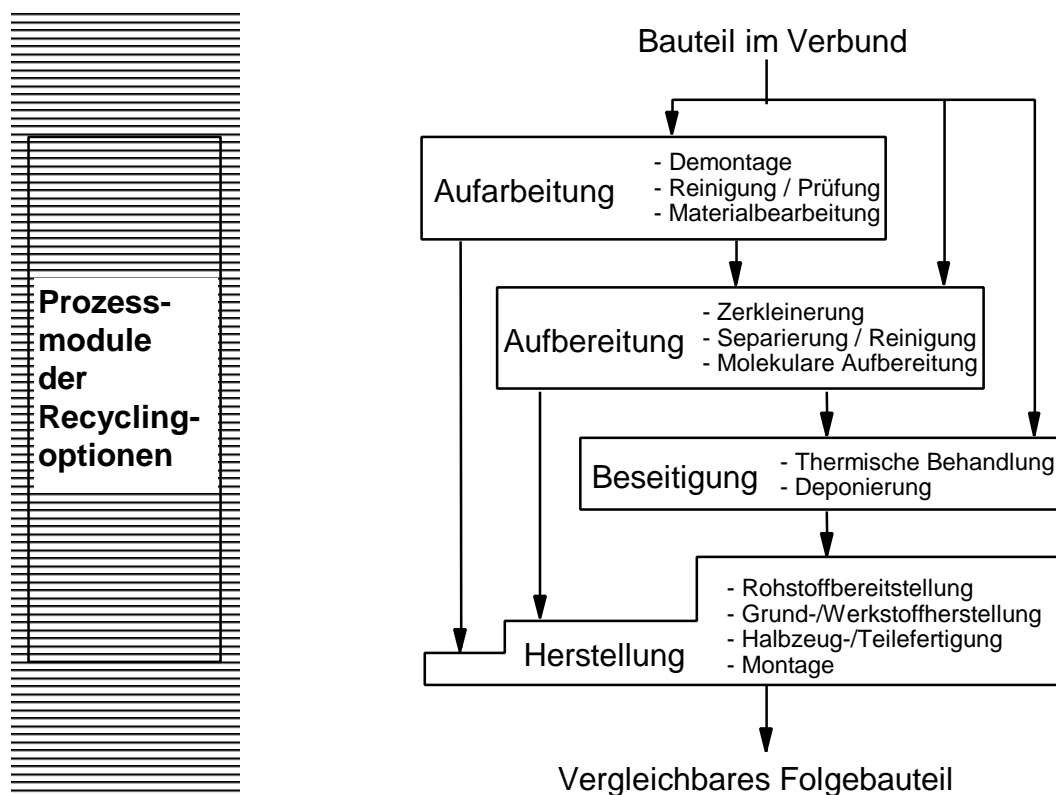 Prozess-
module
der
Recycling-
optionen
Bauteil im Verbund
Aufarbeitung
- Demontage
- Reinigung / Prüfung
- Materialbearbeitung
Aufbereitung
- Zerkleinerung
- Separierung / Reinigung
- Molekulare Aufbereitung
Beseitigung
- Thermische Behandlung
- Deponierung
Herstellung
- Rohstoffbereitstellung
- Grund-/Werkstoffherstellung
- Halbzeug-/Teilefertigung
- Montage
Vergleichbares Folgebauteil